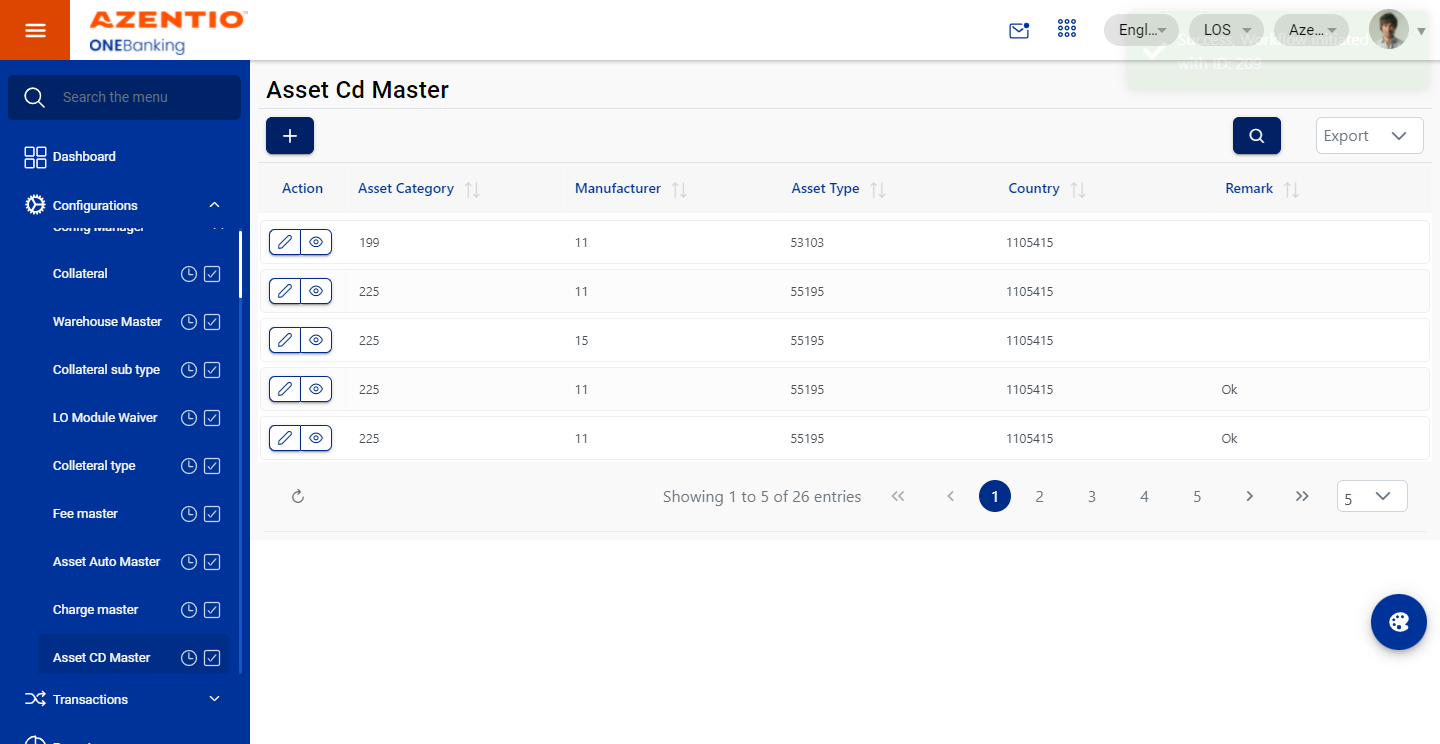 AZENTIO™
ONEBanking
Engl...
LOS
Aze...
Success, Workflow initiated
with ID: 209
Search the menu
Dashboard
Configurations
Config Manager
Collateral
Warehouse Master
Collateral sub type
LO Module Waiver
Colleteral type
Fee master
Asset Auto Master
Charge master
Asset CD Master
Transactions
Asset Cd Master
Export
Action Asset Category Manufacturer Asset Type Country Remark
199 11 53103 1105415
225 11 55195 1105415
225 15 55195 1105415
225 11 55195 1105415 Ok
225 11 55195 1105415 Ok
Showing 1 to 5 of 26 entries << < 1 2 3 4 5 > >> 5